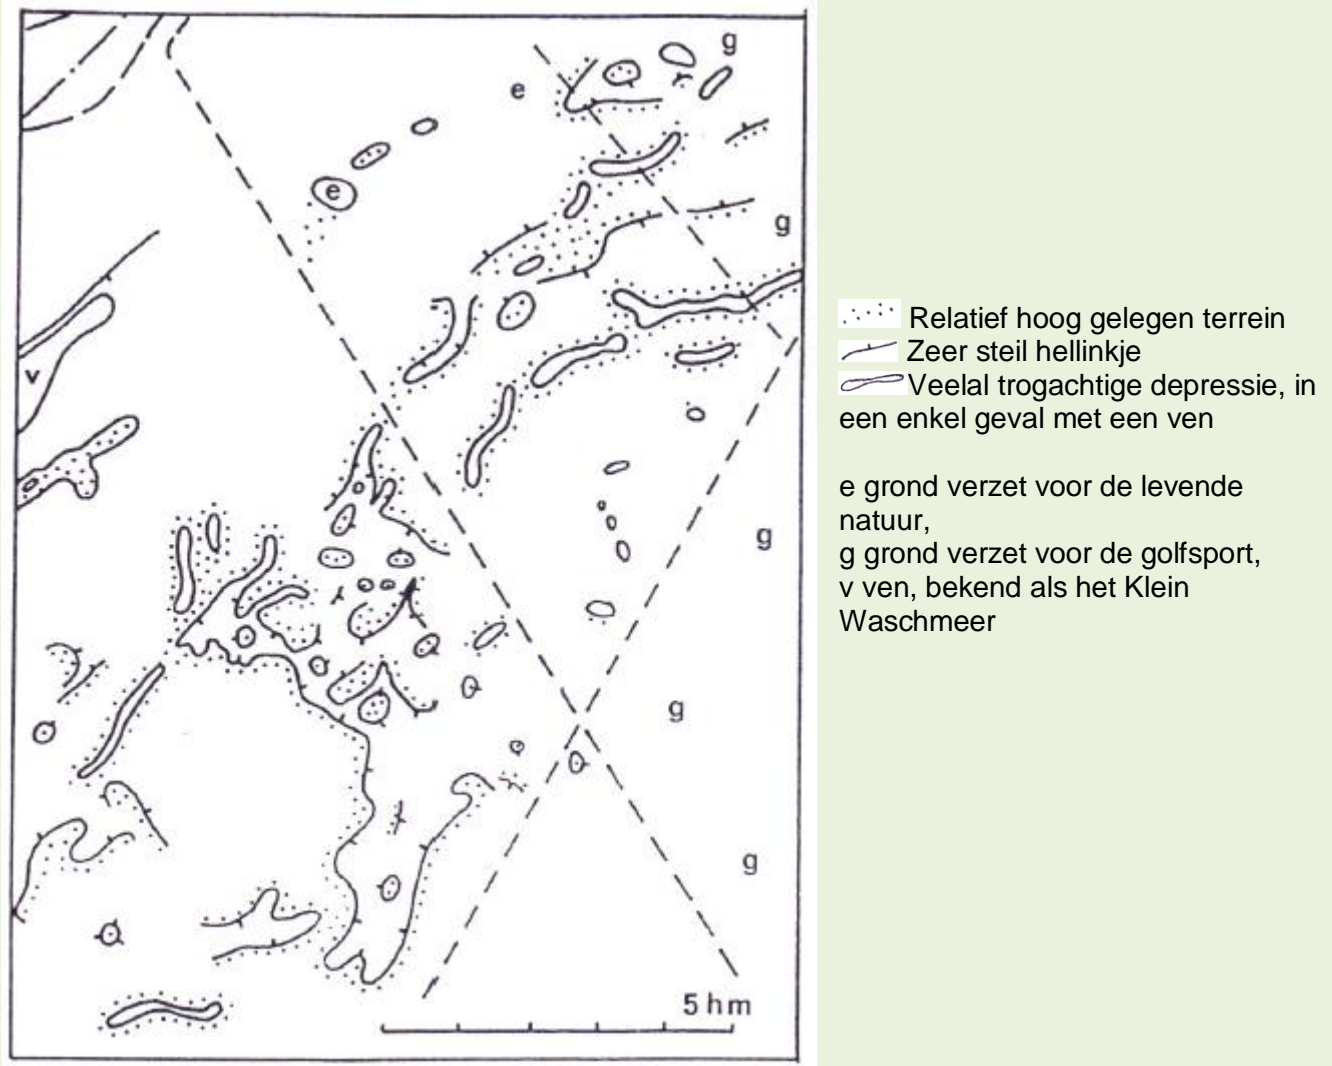 g
e
e
g
v
g
g
g
5 hm
Relatief hoog gelegen terrein
Zeer steil hellinkje
Veelal trogachtige depressie, in
een enkel geval met een ven
e grond verzet voor de levende
natuur,
g grond verzet voor de golfsport,
v ven, bekend als het Klein
Waschmeer